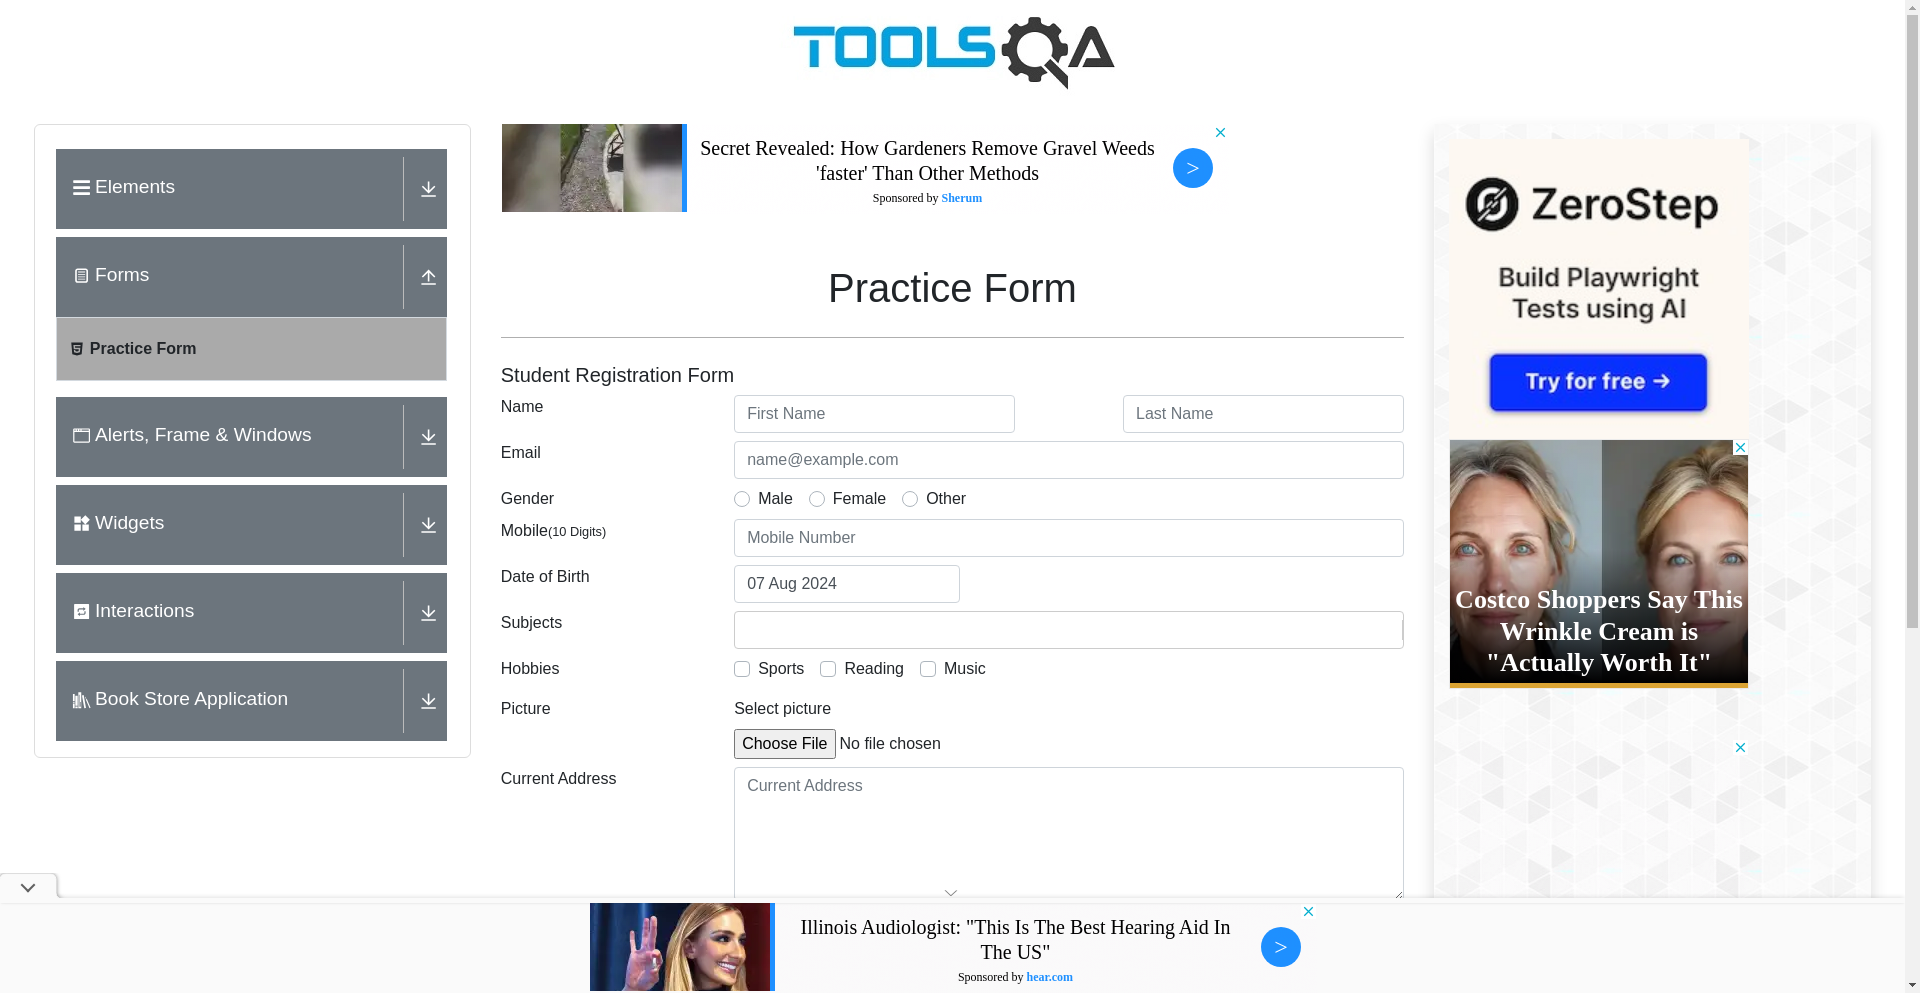 TOOLSQA
Elements
Forms
Practice Form
Alerts, Frame & Windows
Widgets
Interactions
Book Store Application
Secret Revealed: How Gardeners Remove Gravel Weeds
'faster' Than Other Methods
Sponsored by Sherum
>
Practice Form
Student Registration Form
Name
First Name
Last Name
Email
name@example.com
Gender
Male
Female
Other
Mobile(10 Digits)
Mobile Number
Date of Birth
07 Aug 2024
Subjects
Hobbies
Sports
Reading
Music
Picture
Select picture
Choose File No file chosen
Current Address
Current Address
ZeroStep
Build Playwright
Tests using AI
Try for free →
Costco Shoppers Say This
Wrinkle Cream is
"Actually Worth It"
Illinois Audiologist: "This Is The Best Hearing Aid In
The US"
Sponsored by hear.com
>